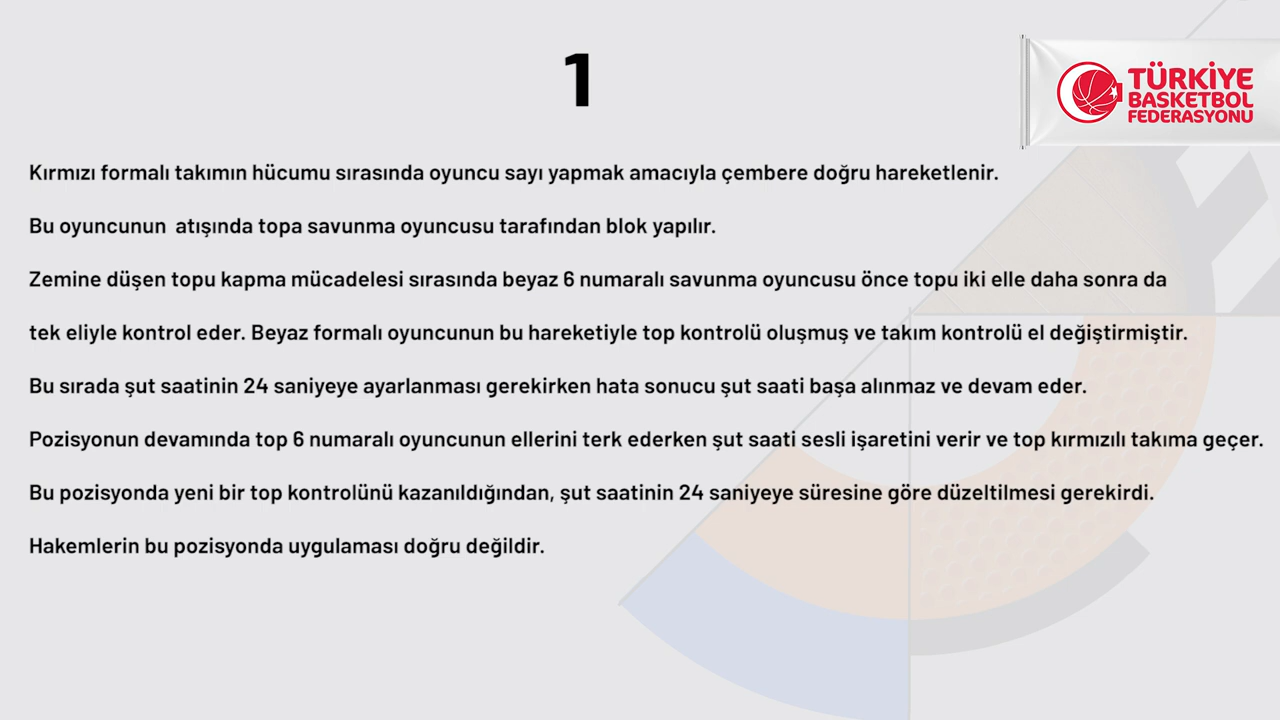 1
TÜRKİYE
BASKETBOL
FEDERASYONU
Kırmızı formalı takımın hücumu sırasında oyuncu sayı yapmak amacıyla çembere doğru hareketlenir.
Bu oyuncunun atışında topa savunma oyuncusu tarafından blok yapılır.
Zemine düşen topu kapma mücadelesi sırasında beyaz 6 numaralı savunma oyuncusu önce topu iki elle daha sonra da
tek eliyle kontrol eder. Beyaz formalı oyuncunun bu hareketiyle top kontrolü oluşmuş ve takım kontrolü el değiştirmiştir.
Bu sırada şut saatinin 24 saniyeye ayarlanması gerekirken hata sonucu şut saati başa alınmaz ve devam eder.
Pozisyonun devamında top 6 numaralı oyuncunun ellerini terk ederken şut saati sesli işaretini verir ve top kırmızılı takıma geçer.
Bu pozisyonda yeni bir top kontrolünü kazanıldığından, şut saatinin 24 saniyeye süresine göre düzeltilmesi gerekirdi.
Hakemlerin bu pozisyonda uygulaması doğru değildir.